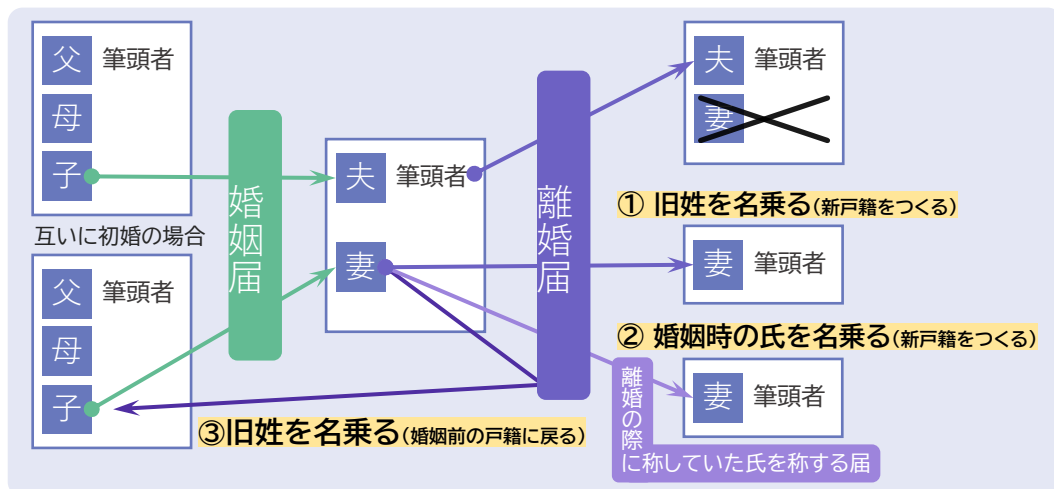 父 筆頭者
母
子
互いに初婚の場合
父 筆頭者
母
子
婚姻届
夫 筆頭者
妻
離婚届
夫 筆頭者
妻
① 旧姓を名乗る(新戸籍をつくる)
妻 筆頭者
② 婚姻時の氏を名乗る(新戸籍をつくる)
妻 筆頭者
離婚の際
に称していた氏を称する届
③旧姓を名乗る(婚姻前の戸籍に戻る)